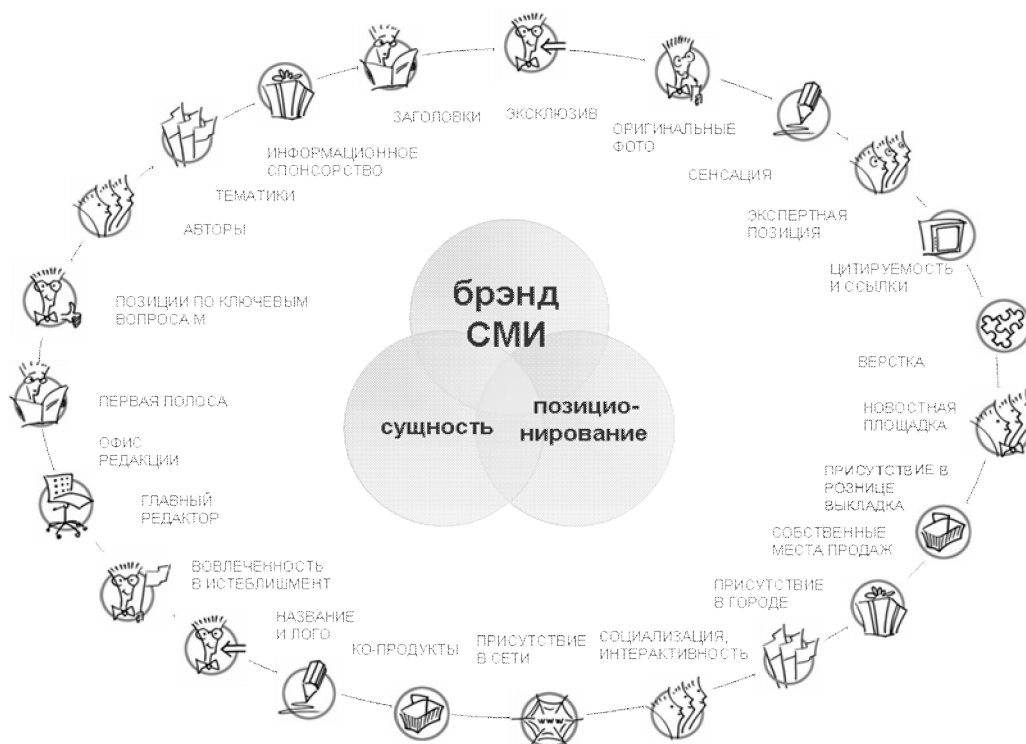 ЗАГОЛОВКИ
ЭКСКЛЮЗИВ
ОРИГИНАЛЬНЫЕ
ФОТО
СЕНСАЦИЯ
ЭКСПЕРТНАЯ
ПОЗИЦИЯ
ЦИТИРУЕМОСТЬ
И ССЫЛКИ
ВЕРСТКА
НОВОСТНАЯ
ПЛОЩАДКА
ПРИСУТСТВИЕ В
РОЗНИЦЕ
ВЫКЛАДКА
СОБСТВЕННЫЕ
МЕСТА ПРОДАЖ
ПРИСУТСТВИЕ
В ГОРОДЕ
СОЦИАЛИЗАЦИЯ,
ИНТЕРАКТИВНОСТЬ
ПРИСУТСТВИЕ
В СЕТИ
www
КО-ПРОДУКТЫ
НАЗВАНИЕ
И ЛОГО
ВОВЛЕЧЕННОСТЬ
В ИСТЕБЛИШМЕНТ
ГЛАВНЫЙ
РЕДАКТОР
ОФИС
РЕДАКЦИИ
ПЕРВАЯ ПОЛОСА
ПОЗИЦИИ ПО КЛЮЧЕВЫМ
ВОПРОСА М
АВТОРЫ
ТЕМАТИКИ
ИНФОРМАЦИОННОЕ
СПОНСОРСТВО
брэнд
СМИ
сущность
позицио-
нирование